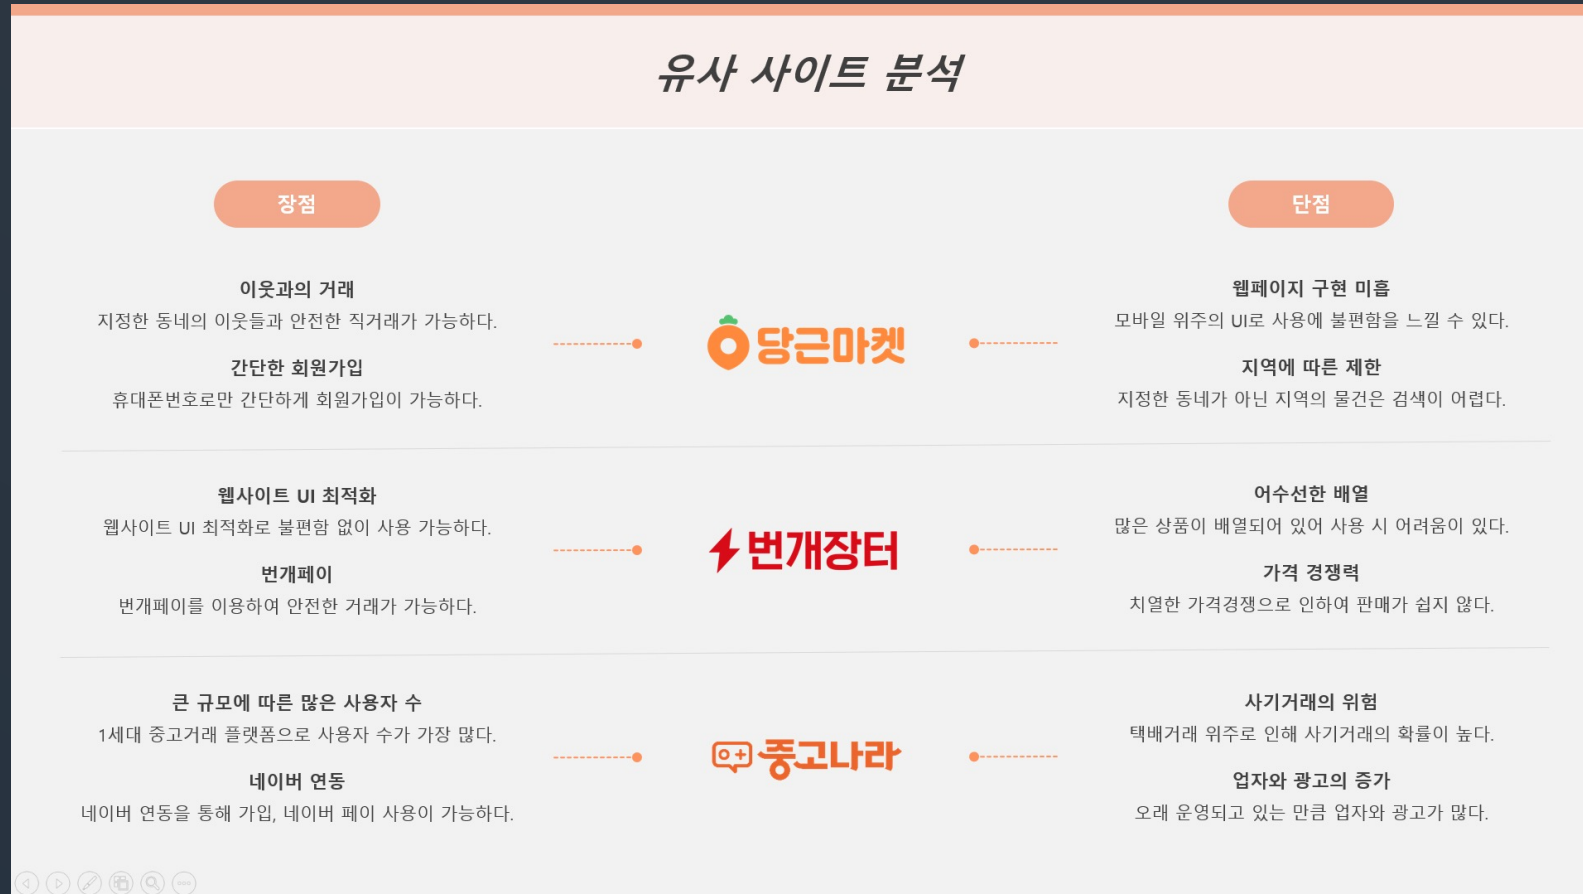 유사 사이트 분석
장점
단점
이웃과의 거래
지정한 동네의 이웃들과 안전한 직거래가 가능하다.
간단한 회원가입
휴대폰번호로만 간단하게 회원가입이 가능하다.
당근마켓
웹페이지 구현 미흡
모바일 위주의 UI로 사용에 불편함을 느낄 수 있다.
지역에 따른 제한
지정한 동네가 아닌 지역의 물건은 검색이 어렵다.
웹사이트 UI 최적화
웹사이트 UI 최적화로 불편함 없이 사용 가능하다.
번개페이
번개페이를 이용하여 안전한 거래가 가능하다.
번개장터
어수선한 배열
많은 상품이 배열되어 있어 사용 시 어려움이 있다.
가격 경쟁력
치열한 가격경쟁으로 인하여 판매가 쉽지 않다.
큰 규모에 따른 많은 사용자 수
1세대 중고거래 플랫폼으로 사용자 수가 가장 많다.
네이버 연동
네이버 연동을 통해 가입, 네이버 페이 사용이 가능하다.
중고나라
사기거래의 위험
택배거래 위주로 인해 사기거래의 확률이 높다.
업자와 광고의 증가
오래 운영되고 있는 만큼 업자와 광고가 많다.